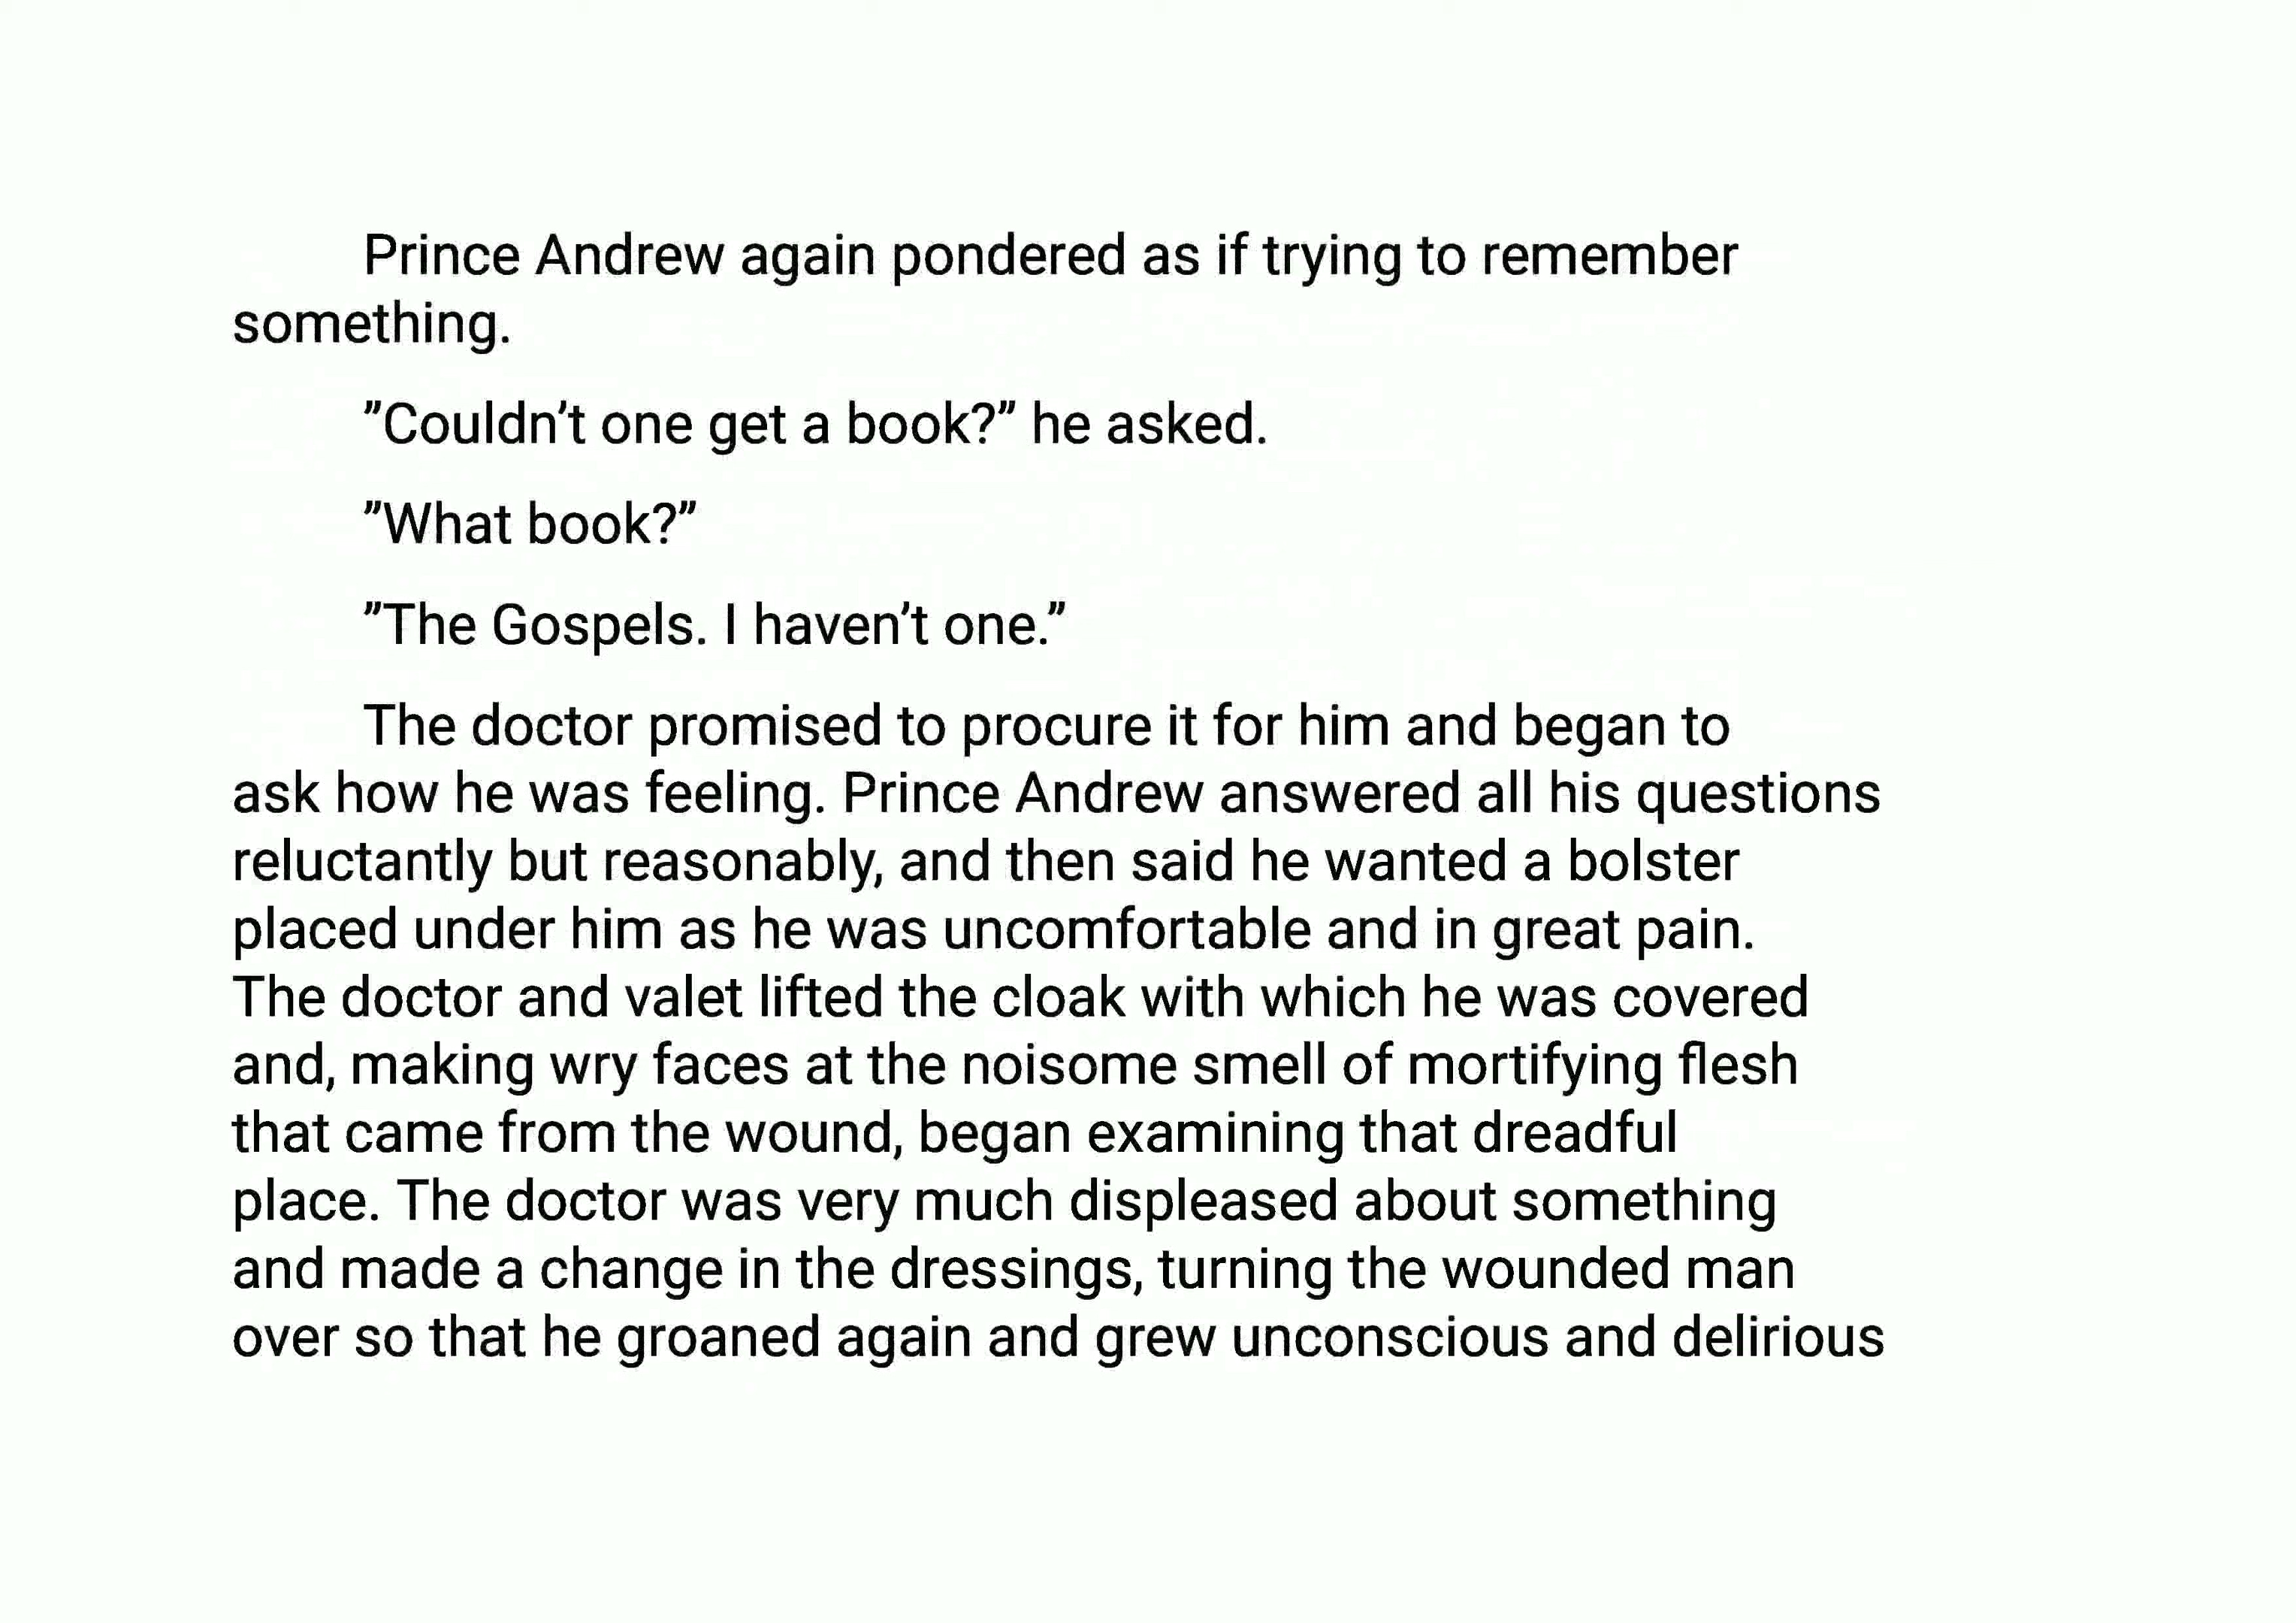 Prince Andrew again pondered as if trying to remember
something.
”Couldn’t one get a book?” he asked.
”What book?”
”The Gospels. I haven’t one.”
The doctor promised to procure it for him and began to
ask how he was feeling. Prince Andrew answered all his questions
reluctantly but reasonably, and then said he wanted a bolster
placed under him as he was uncomfortable and in great pain.
The doctor and valet lifted the cloak with which he was covered
and, making wry faces at the noisome smell of mortifying flesh
that came from the wound, began examining that dreadful
place. The doctor was very much displeased about something
and made a change in the dressings, turning the wounded man
over so that he groaned again and grew unconscious and delirious